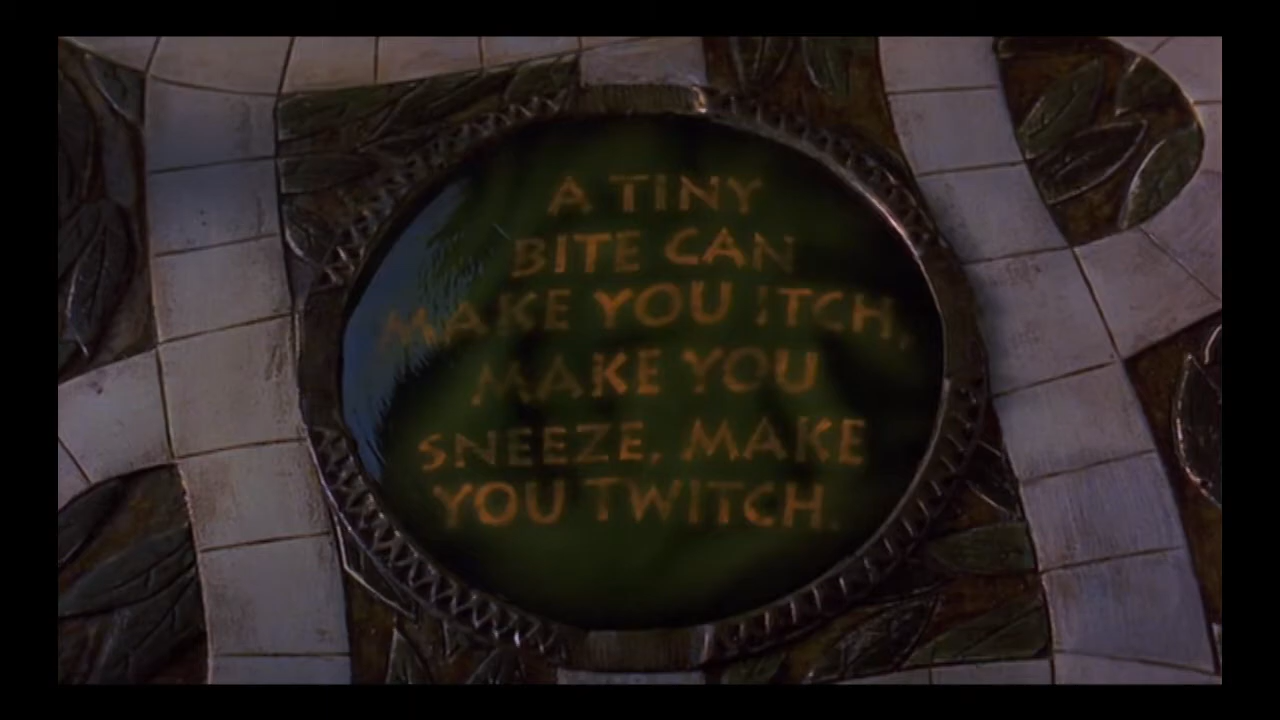 A TINY
BITE CAN
MAKE YOU ITCH,
MAKE YOU
SNEEZE, MAKE
YOU TWITCH.